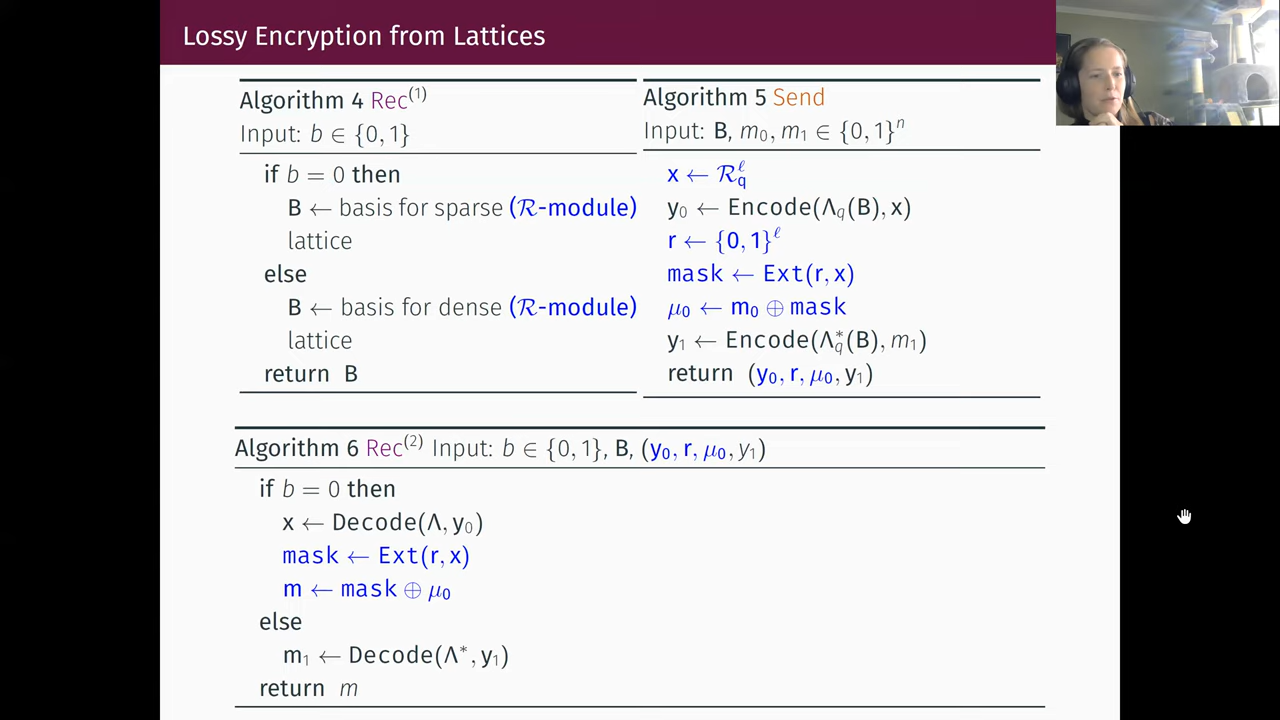 Lossy Encryption from Lattices
Algorithm 4 Rec⁽¹⁾
Input: b ∈ {0, 1}
if b = 0 then
B ← basis for sparse (ℛ-module)
lattice
else
B ← basis for dense (ℛ-module)
lattice
return B
Algorithm 5 Send
Input: B, m₀, m₁ ∈ {0, 1}ⁿ
x ← ℛ_q^ℓ
y₀ ← Encode(Λ_q(B), x)
r ← {0, 1}^ℓ
mask ← Ext(r, x)
μ₀ ← m₀ ⊕ mask
y₁ ← Encode(Λ_q^*(B), m₁)
return (y₀, r, μ₀, y₁)
Algorithm 6 Rec⁽²⁾ Input: b ∈ {0, 1}, B, (y₀, r, μ₀, y₁)
if b = 0 then
x ← Decode(Λ, y₀)
mask ← Ext(r, x)
m ← mask ⊕ μ₀
else
m₁ ← Decode(Λ*, y₁)
return m